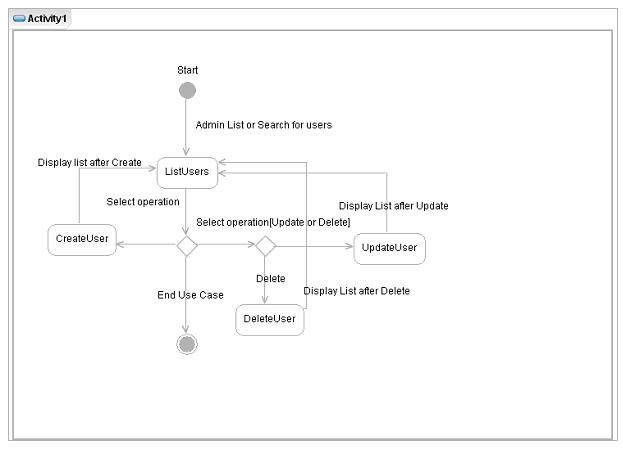 Activity1
Start
Admin List or Search for users
Display list after Create
ListUsers
Select operation
Display List after Update
Select operation[Update or Delete]
CreateUser
UpdateUser
Delete
End Use Case
Display List after Delete
DeleteUser